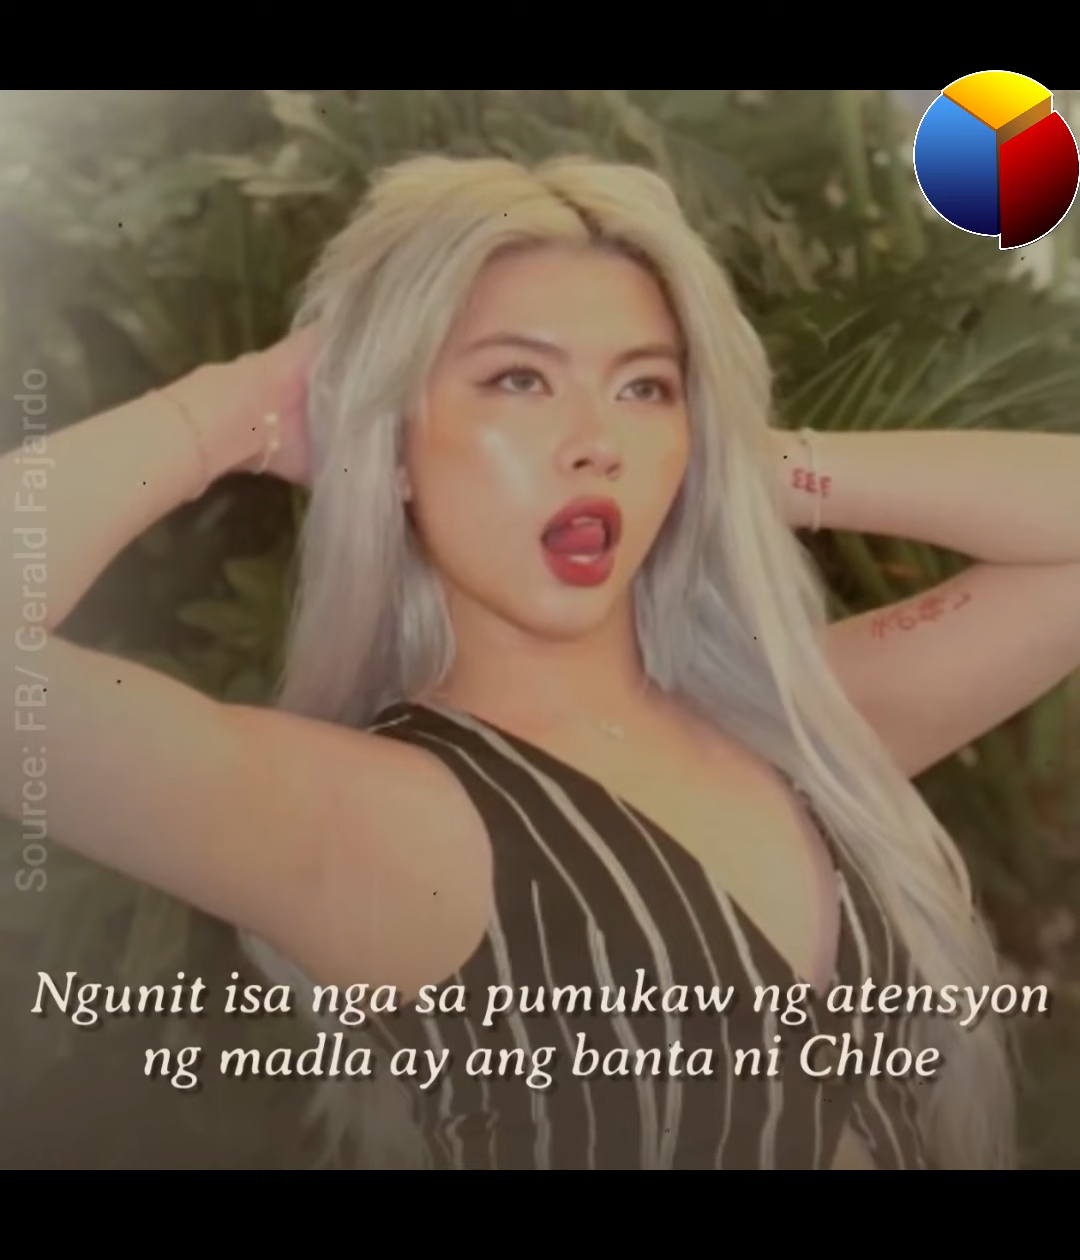 Source: FB/ Gerald Fajardo
Ngunit isa nga sa pumukaw ng atensyon
ng madla ay ang banta ni Chloe